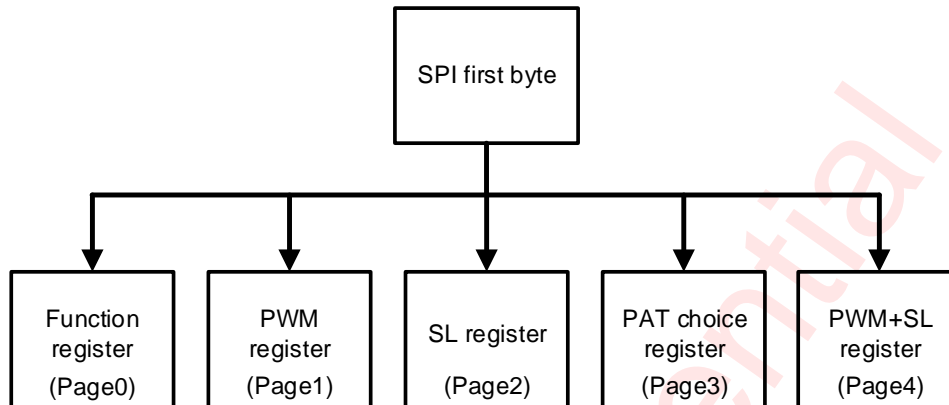 SPI first byte
Function
register
(Page0)
PWM
register
(Page1)
SL register
(Page2)
PAT choice
register
(Page3)
PWM+SL
register
(Page4)